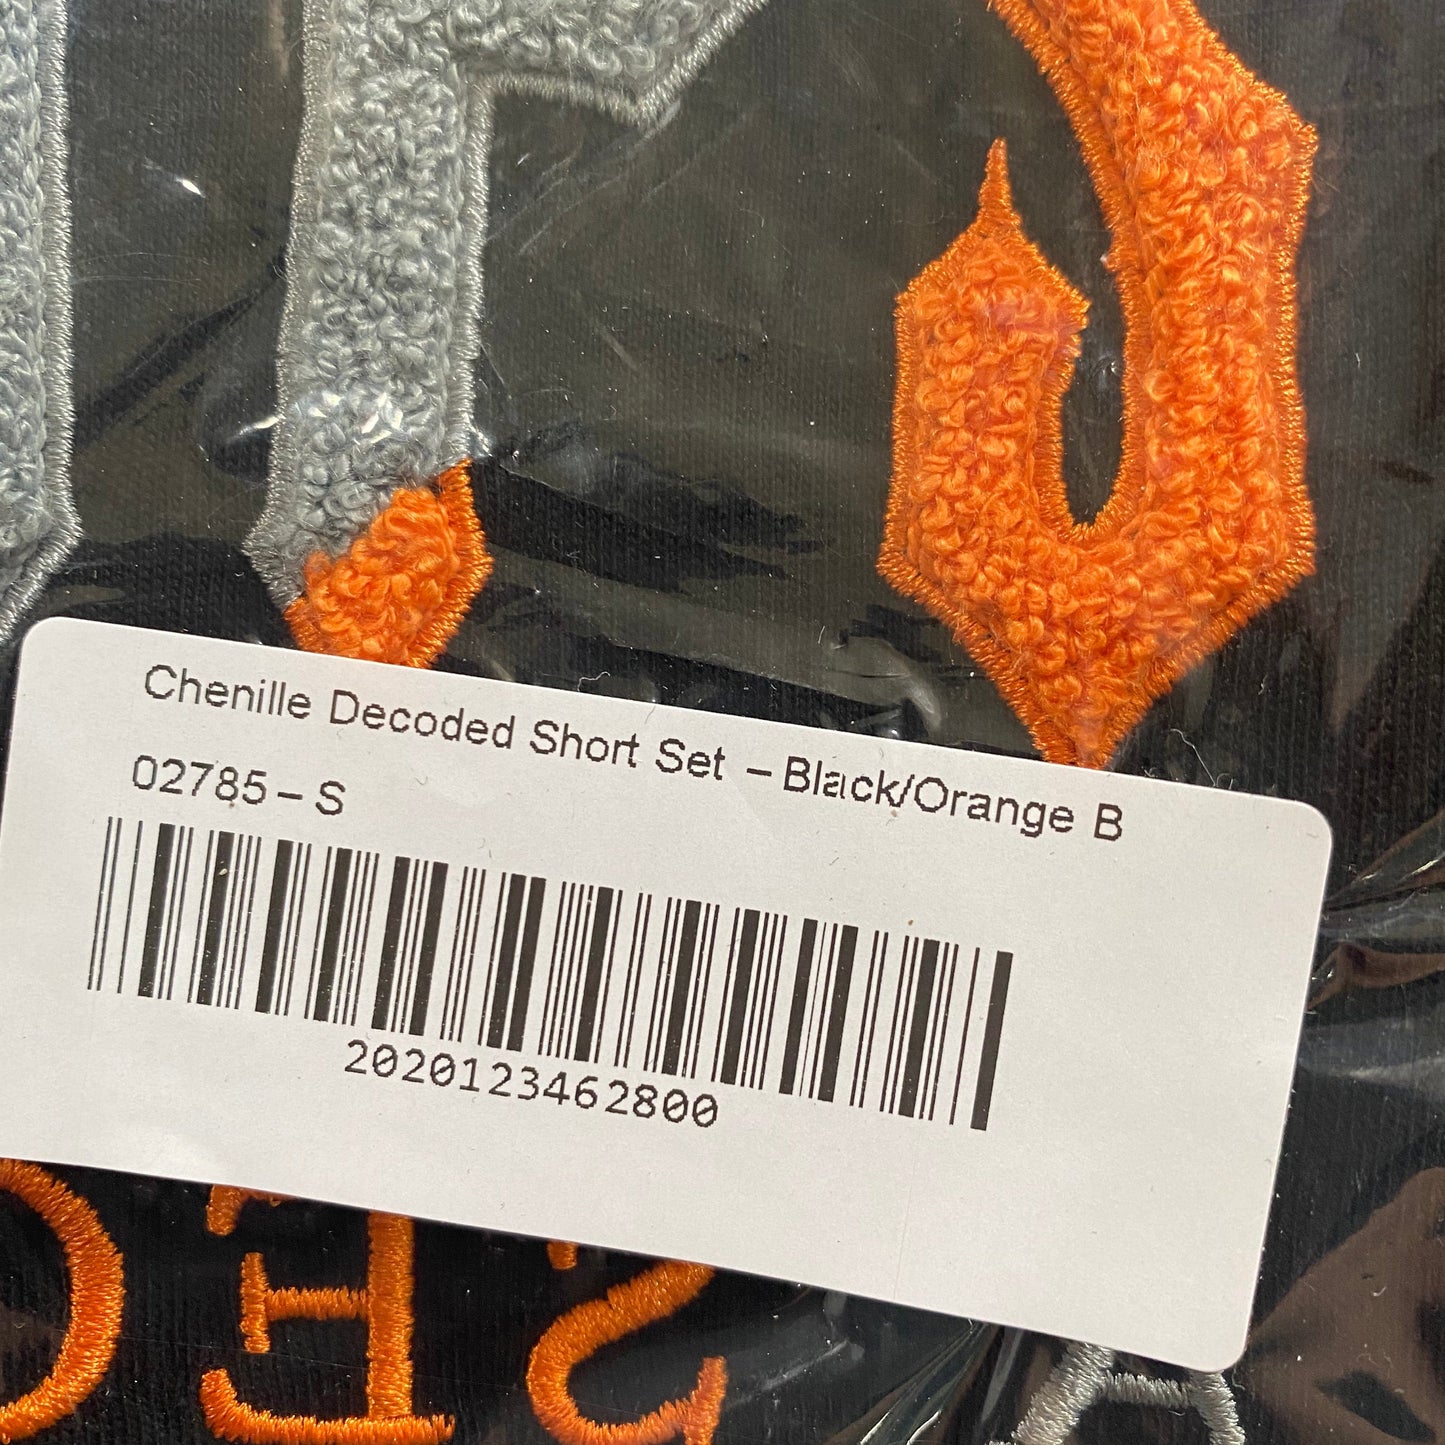 Chenille Decoded Short Set - Black/Orange B
02785 - S
2020123462800